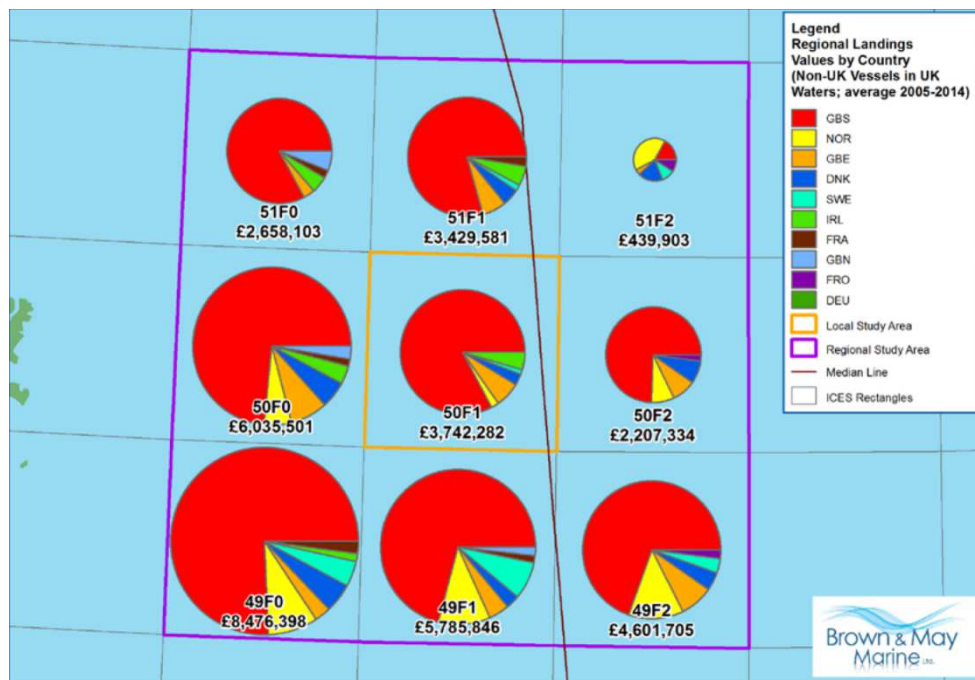 Legend
Regional Landings
Values by Country
(Non-UK Vessels in UK
Waters; average 2005-2014)
GBS
NOR
GBE
DNK
SWE
IRL
FRA
GBN
FRO
DEU
Local Study Area
Regional Study Area
Median Line
ICES Rectangles
51F0
£2,658,103
51F1
£3,429,581
51F2
£439,903
50F0
£6,035,501
50F1
£3,742,282
50F2
£2,207,334
49F0
£8,476,398
49F1
£5,785,846
49F2
£4,601,705
Brown & May
Marine Ltd.